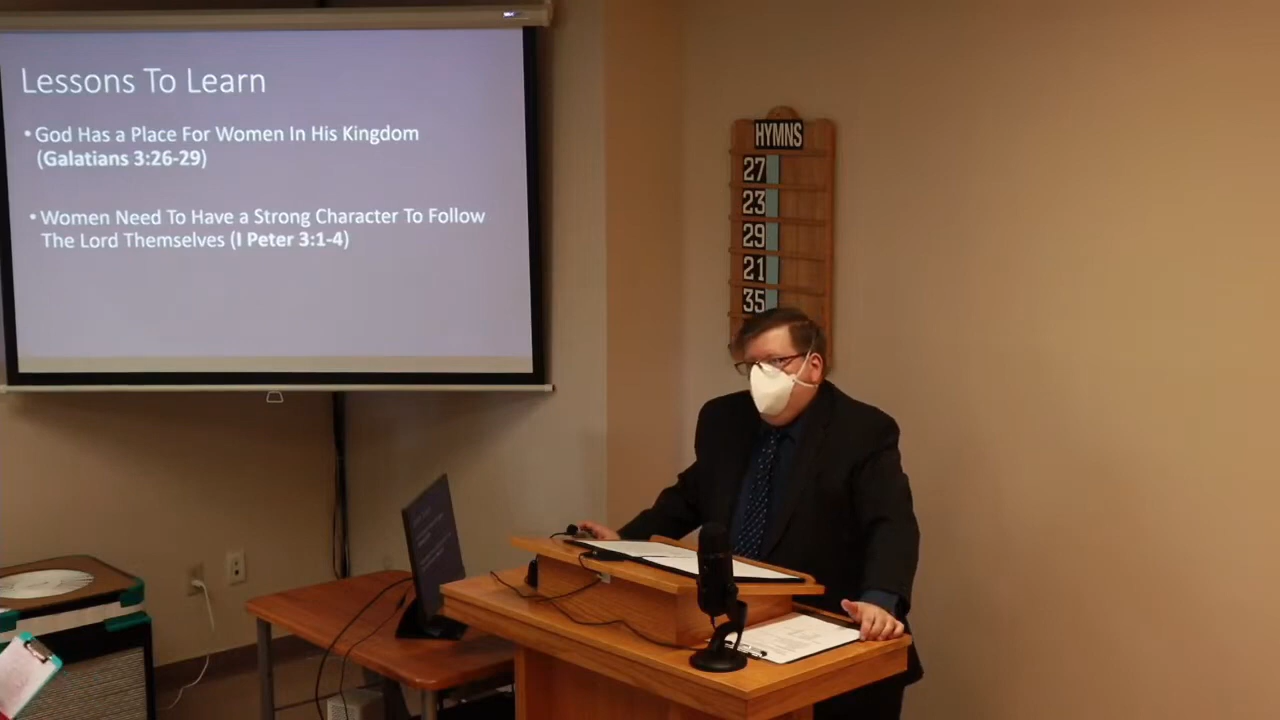 Lessons To Learn
• God Has a Place For Women In His Kingdom
(Galatians 3:26-29)
• Women Need To Have a Strong Character To Follow
The Lord Themselves (I Peter 3:1-4)
HYMNS
27
23
29
21
35